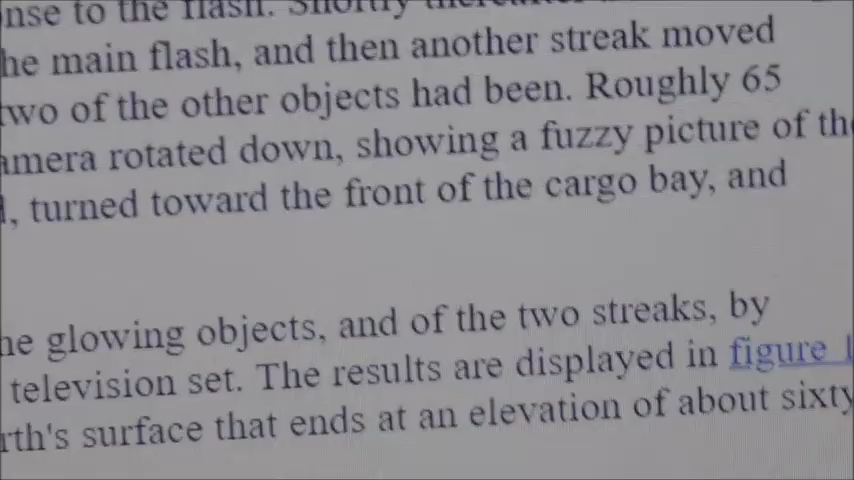 nse to the flash. Shortly
he main flash, and then another streak moved
two of the other objects had been. Roughly 65
amera rotated down, showing a fuzzy picture of the
, turned toward the front of the cargo bay, and
he glowing objects, and of the two streaks, by
television set. The results are displayed in figure 1
rth's surface that ends at an elevation of about sixty